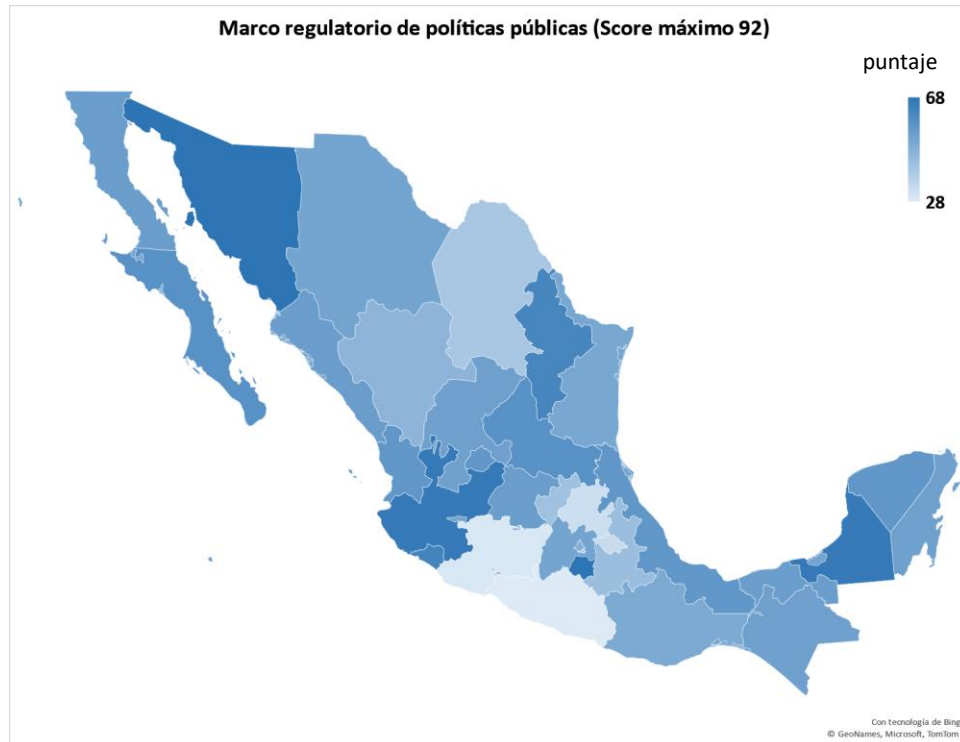 Marco regulatorio de políticas públicas (Score máximo 92)
puntaje
68
28
Con tecnología de Bing
© GeoNames, Microsoft, TomTom